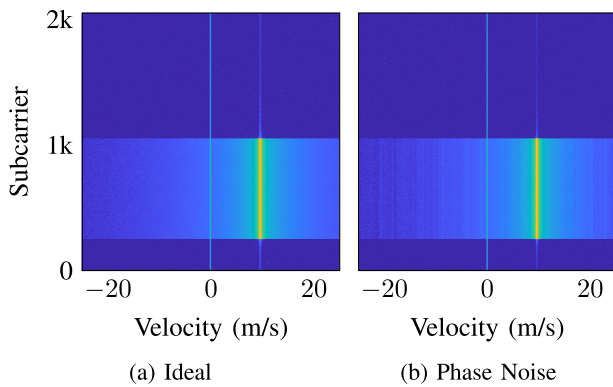 2k
1k
0
Subcarrier
−20 0 20
−20 0 20
Velocity (m/s)
Velocity (m/s)
(a) Ideal
(b) Phase Noise